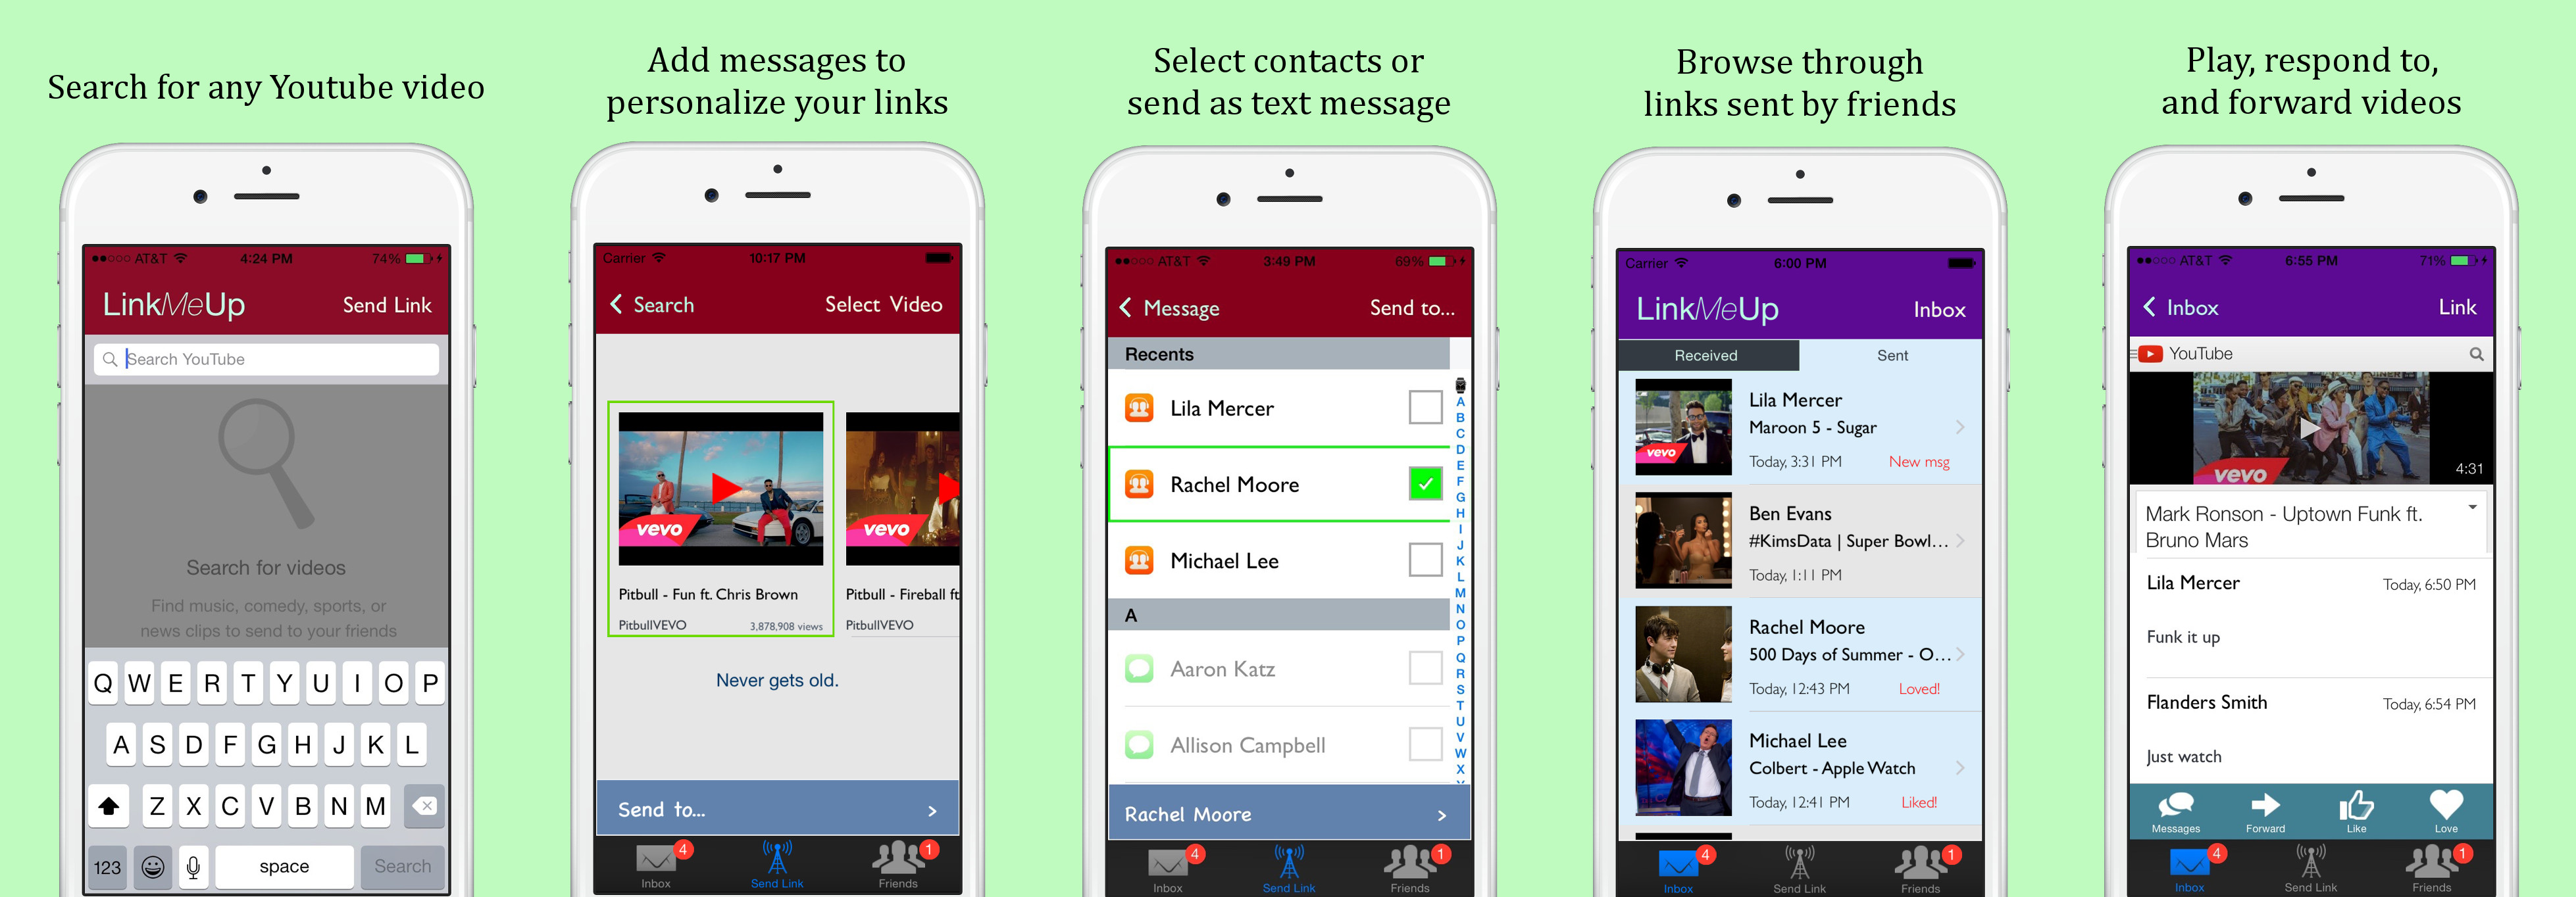 Search for any Youtube video
AT&T 4:24 PM 74%
LinkMeUp Send Link
Search YouTube
Search for videos
Find music, comedy, sports, or
news clips to send to your friends
Q W E R T Y U I O P
A S D F G H J K L
Z X C V B N M
123 space Search
Add messages to
personalize your links
Carrier 10:17 PM
Search Select Video
vevo vevo
Pitbull - Fun ft. Chris Brown Pitbull - Fireball ft
PitbullVEVO 3,878,908 views PitbullVEVO
Never gets old.
Send to... >
4 1
Inbox Send Link Friends
Select contacts or
send as text message
AT&T 3:49 PM 69%
Message Send to...
Recents
Lila Mercer
Rachel Moore
Michael Lee
A
Aaron Katz
Allison Campbell
A
B
C
D
E
F
G
H
I
J
K
L
M
N
O
P
Q
R
S
T
U
V
W
X
Rachel Moore >
4 1
Inbox Send Link Friends
Browse through
links sent by friends
Carrier 6:00 PM
LinkMeUp Inbox
Received Sent
vevo
Lila Mercer
Maroon 5 - Sugar
Today, 3:31 PM New msg
Ben Evans
#KimsData | Super Bowl...
Today, 1:11 PM
Rachel Moore
500 Days of Summer - O...
Today, 12:43 PM Loved!
Michael Lee
Colbert - Apple Watch
Today, 12:41 PM Liked!
4 1
Inbox Send Link Friends
Play, respond to,
and forward videos
AT&T 6:55 PM 71%
Inbox Link
YouTube
vevo 4:31
Mark Ronson - Uptown Funk ft.
Bruno Mars
Lila Mercer Today, 6:50 PM
Funk it up
Flanders Smith Today, 6:54 PM
Just watch
Messages Forward Like Love
4 1
Inbox Send Link Friends